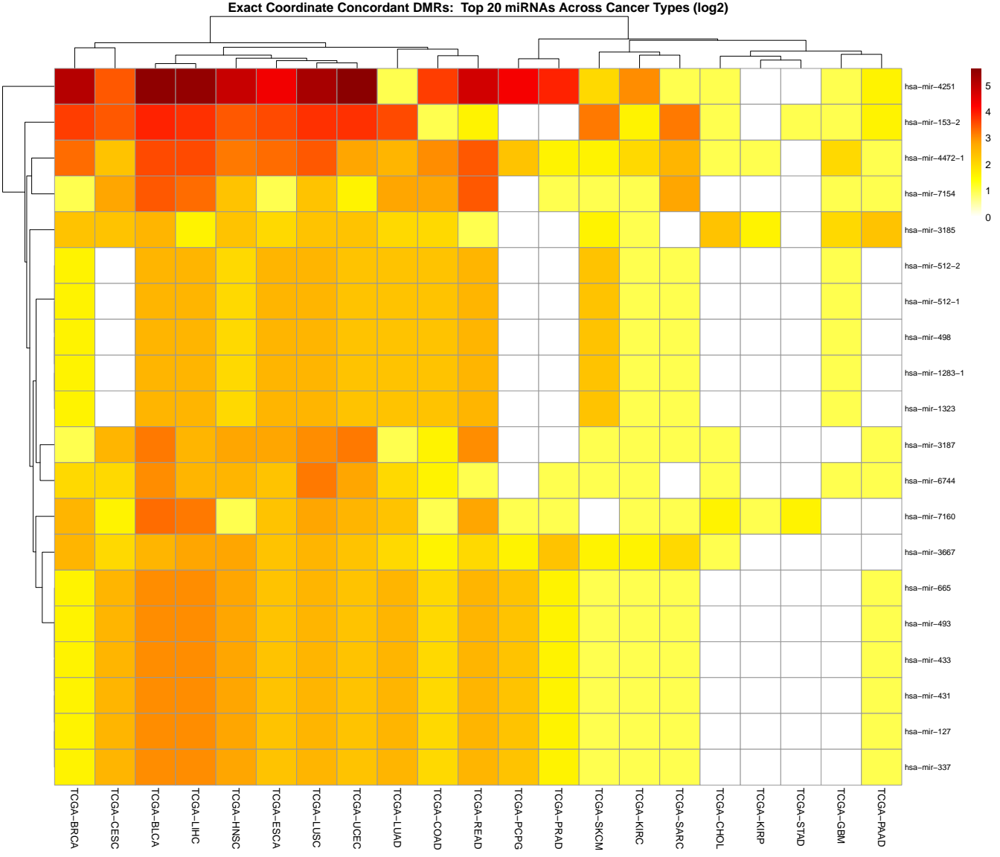 Exact Coordinate Concordant DMRs:  Top 20 miRNAs Across Cancer Types (log2)
hsa−mir−4251
hsa−mir−153−2
hsa−mir−4472−1
hsa−mir−7154
hsa−mir−3185
hsa−mir−512−2
hsa−mir−512−1
hsa−mir−498
hsa−mir−1283−1
hsa−mir−1323
hsa−mir−3187
hsa−mir−6744
hsa−mir−7160
hsa−mir−3667
hsa−mir−665
hsa−mir−493
hsa−mir−433
hsa−mir−431
hsa−mir−127
hsa−mir−337
5
4
3
2
1
0
TCGA−BRCA
TCGA−CESC
TCGA−BLCA
TCGA−LIHC
TCGA−HNSC
TCGA−ESCA
TCGA−LUSC
TCGA−UCEC
TCGA−LUAD
TCGA−COAD
TCGA−READ
TCGA−PCPG
TCGA−PRAD
TCGA−SKCM
TCGA−KIRC
TCGA−SARC
TCGA−CHOL
TCGA−KIRP
TCGA−STAD
TCGA−GBM
TCGA−PAAD